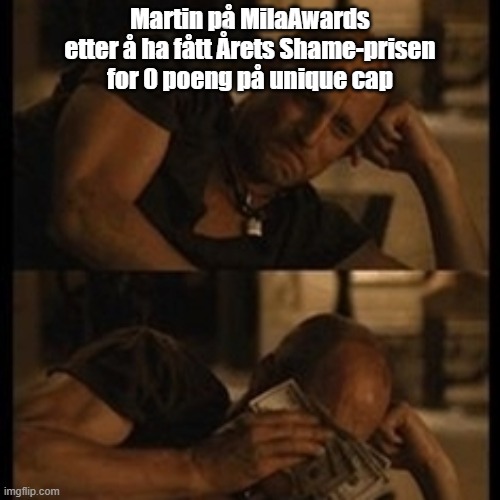 Martin på MilaAwards
etter å ha fått Årets Shame-prisen
for 0 poeng på unique cap
imgflip.com